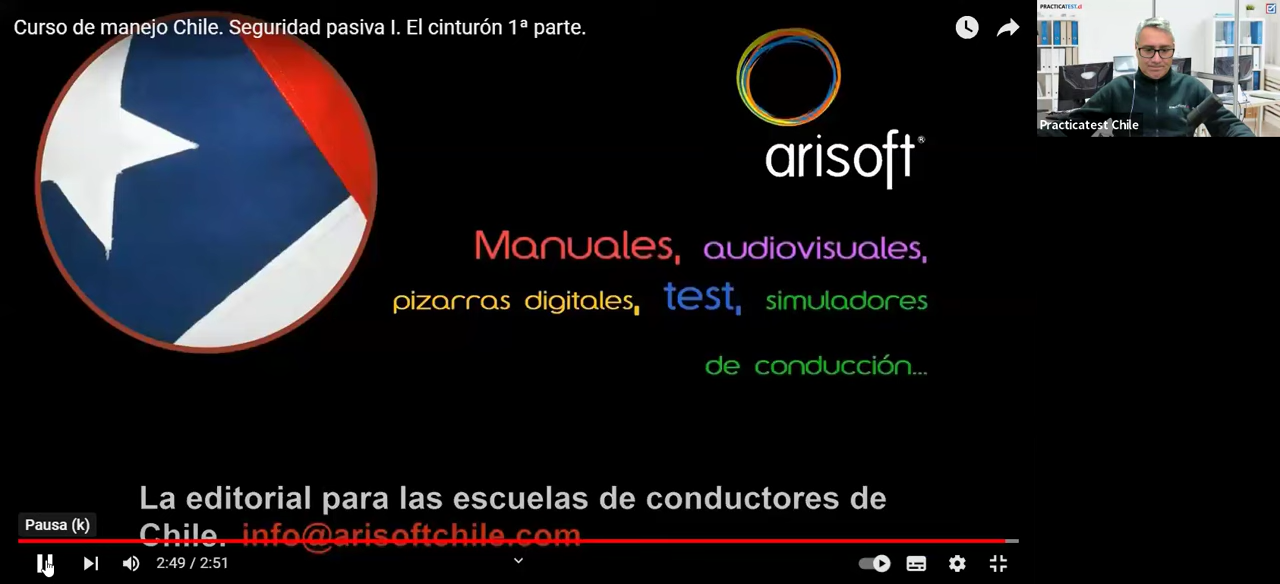 Curso de manejo Chile. Seguridad pasiva I. El cinturón 1ª parte.
PRACTICATEST.cl
Practicatest Chile
arisoft®
Manuales, audiovisuales,
pizarras digitales, test, simuladores
de conducción...
La editorial para las escuelas de conductores de
Chile. info@arisoftchile.com
Pausa (k)
2:49 / 2:51